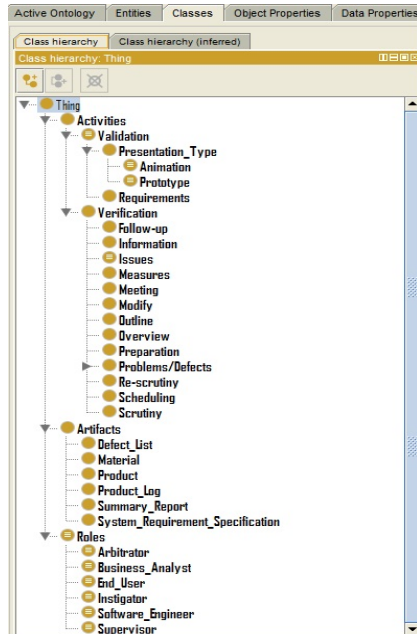 Active Ontology Entities Classes Object Properties Data Properties
Class hierarchy Class hierarchy (inferred)
Class hierarchy: Thing
Thing
Activities
Validation
Presentation_Type
Animation
Prototype
Requirements
Verification
Follow-up
Information
Issues
Measures
Meeting
Modify
Outline
Overview
Preparation
Problems/Defects
Re-scrutiny
Scheduling
Scrutiny
Artifacts
Defect_List
Material
Product
Product_Log
Summary_Report
System_Requirement_Specification
Roles
Arbitrator
Business_Analyst
End_User
Instigator
Software_Engineer
Supervisor